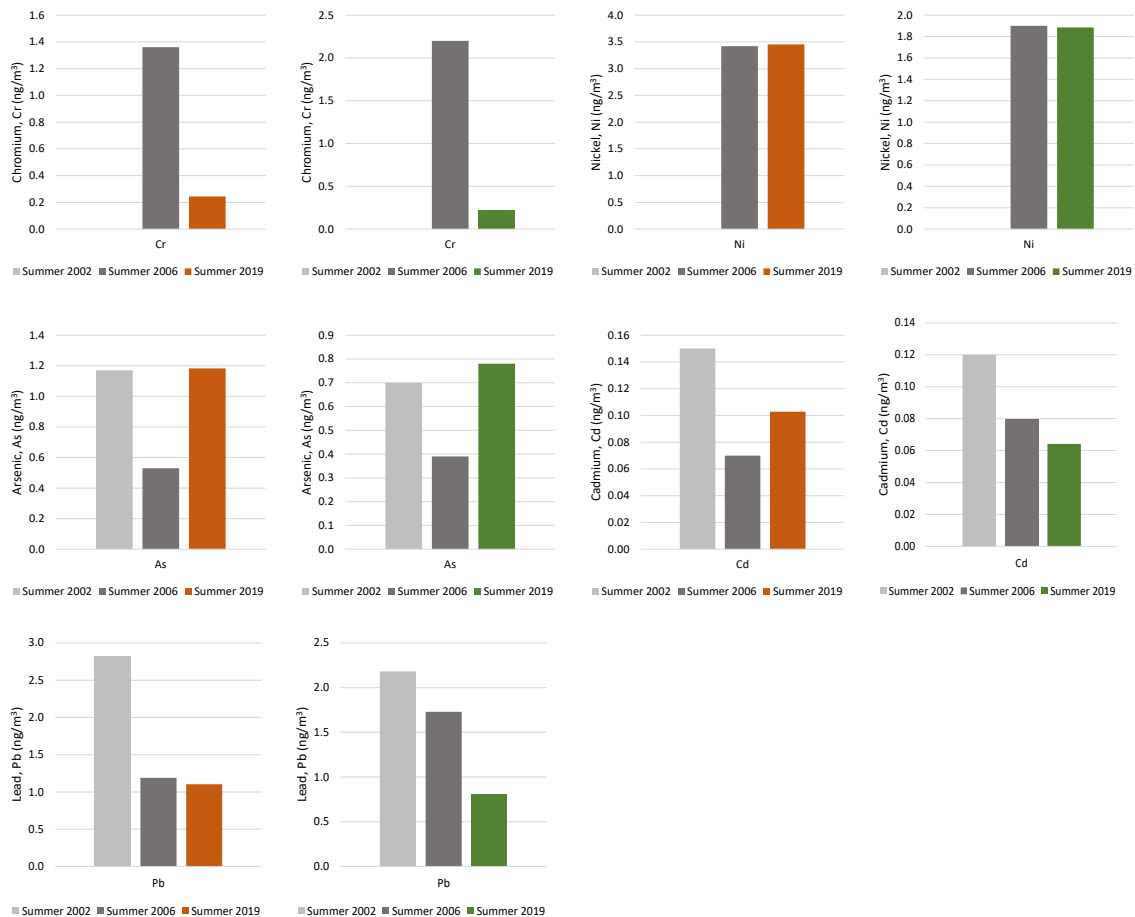 Chromium, Cr (ng/m³)
1.6
1.4
1.2
1.0
0.8
0.6
0.4
0.2
0.0
Cr
Summer 2002 Summer 2006 Summer 2019
Chromium, Cr (ng/m³)
2.5
2.0
1.5
1.0
0.5
0.0
Cr
Summer 2002 Summer 2006 Summer 2019
Nickel, Ni (ng/m³)
4.0
3.5
3.0
2.5
2.0
1.5
1.0
0.5
0.0
Ni
Summer 2002 Summer 2006 Summer 2019
Nickel, Ni (ng/m³)
2.0
1.8
1.6
1.4
1.2
1.0
0.8
0.6
0.4
0.2
0.0
Ni
Summer 2002 Summer 2006 Summer 2019
Arsenic, As (ng/m³)
1.4
1.2
1.0
0.8
0.6
0.4
0.2
0.0
As
Summer 2002 Summer 2006 Summer 2019
Arsenic, As (ng/m³)
0.9
0.8
0.7
0.6
0.5
0.4
0.3
0.2
0.1
0.0
As
Summer 2002 Summer 2006 Summer 2019
Cadmium, Cd (ng/m³)
0.16
0.14
0.12
0.10
0.08
0.06
0.04
0.02
0.00
Cd
Summer 2002 Summer 2006 Summer 2019
Cadmium, Cd (ng/m³)
0.14
0.12
0.10
0.08
0.06
0.04
0.02
0.00
Cd
Summer 2002 Summer 2006 Summer 2019
Lead, Pb (ng/m³)
3.0
2.5
2.0
1.5
1.0
0.5
0.0
Pb
Summer 2002 Summer 2006 Summer 2019
Lead, Pb (ng/m³)
2.5
2.0
1.5
1.0
0.5
0.0
Pb
Summer 2002 Summer 2006 Summer 2019